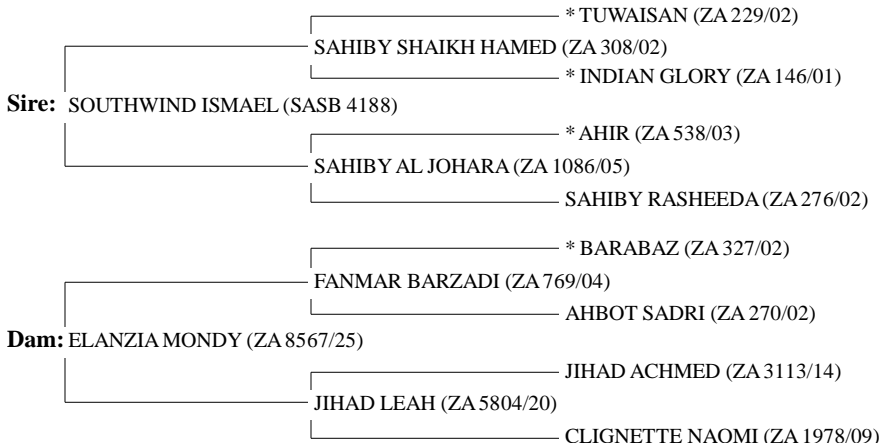 * TUWAISAN (ZA 229/02)
SAHIBY SHAIKH HAMED (ZA 308/02)
* INDIAN GLORY (ZA 146/01)
Sire: SOUTHWIND ISMAEL (SASB 4188)
* AHIR (ZA 538/03)
SAHIBY AL JOHARA (ZA 1086/05)
SAHIBY RASHEEDA (ZA 276/02)
* BARABAZ (ZA 327/02)
FANMAR BARZADI (ZA 769/04)
AHBOT SADRI (ZA 270/02)
Dam: ELANZIA MONDY (ZA 8567/25)
JIHAD ACHMED (ZA 3113/14)
JIHAD LEAH (ZA 5804/20)
CLIGNETTE NAOMI (ZA 1978/09)